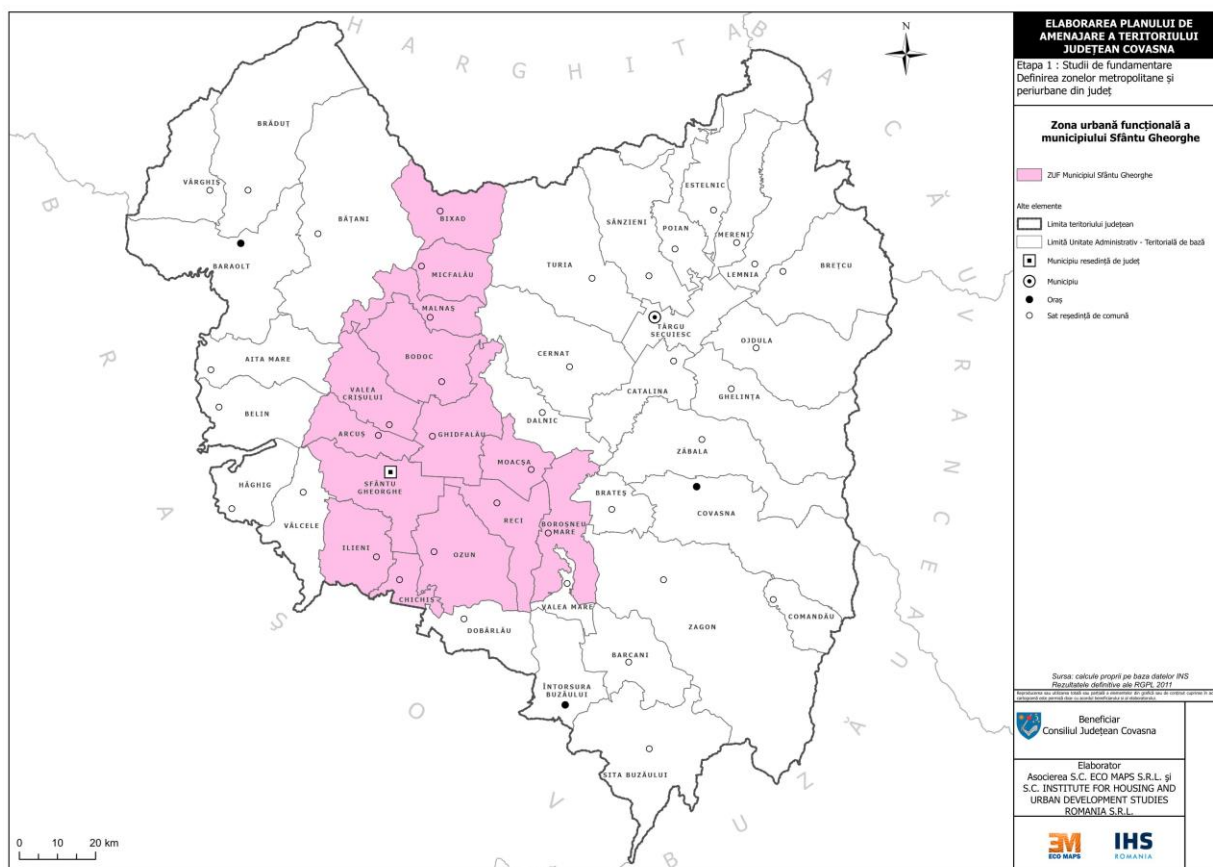 HARGHITA
BACĂU
VRANCEA
BUZĂU
BRAȘOV
N
BRĂDUȚ
VÂRGHIȘ
BĂȚANI
BARAOLT
BIXAD
MICFALĂU
MALNAȘ
BODOC
AITA MARE
BELIN
VALEA
CRIȘULUI
ARCUȘ
GHIDFALĂU
HĂGHIG
VÂLCELE
SFÂNTU
GHEORGHE
MOACȘA
RECI
BOROȘNEU
MARE
ILIENI
OZUN
CHICHIȘ
DOBÂRLĂU
VALEA MARE
ÎNTORSURA
BUZĂULUI
SITA BUZĂULUI
BARCANI
ZAGON
COMANDĂU
BRATEȘ
COVASNA
ZĂBALA
GHELINȚA
CATALINA
DALNIC
CERNAT
TÂRGU
SECUIESC
OJDULA
TURIA
SÂNZIENI
POIAN
ESTELNIC
MERENI
LEMNIA
BREȚCU
0 10 20 km
ELABORAREA PLANULUI DE
AMENAJARE A TERITORIULUI
JUDEȚEAN COVASNA
Etapa 1 : Studii de fundamentare
Definirea zonelor metropolitane și
periurbane din județ
Zona urbană funcțională a
municipiului Sfântu Gheorghe
ZUF Municipiul Sfântu Gheorghe
Alte elemente
Limita teritoriului județean
Limită Unitate Administrativ - Teritorială de bază
Municipiu resedință de județ
Municipiu
Oraș
Sat reședință de comună
Sursa: calcule proprii pe baza datelor INS
Rezultatele definitive ale RGPL 2011
Beneficiar
Consiliul Județean Covasna
Elaborator
Asocierea S.C. ECO MAPS S.R.L. și
S.C. INSTITUTE FOR HOUSING AND
URBAN DEVELOPMENT STUDIES
ROMANIA S.R.L.
ECO MAPS
IHS
ROMANIA